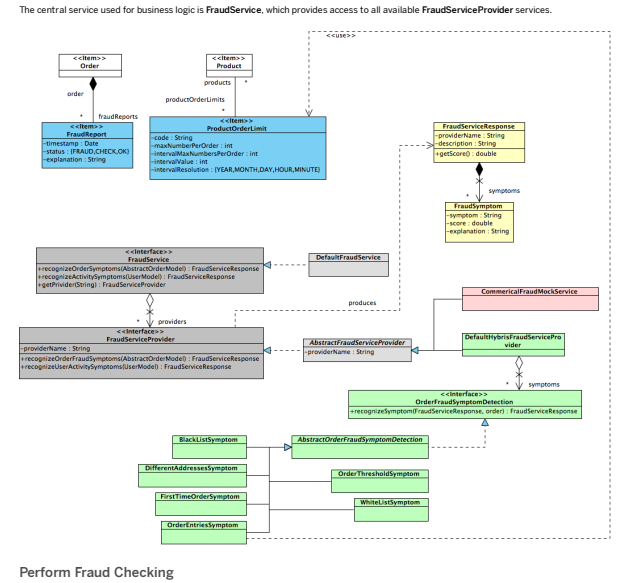 The central service used for business logic is FraudService, which provides access to all available FraudServiceProvider services.
<<use>>
<<Item>>
Order
<<Item>>
Product
order
products *
productOrderLimits
* fraudReports
*
<<Item>>
FraudReport
-timestamp : Date
-status : {FRAUD,CHECK,OK}
-explanation : String
<<Item>>
ProductOrderLimit
-code : String
-maxNumberPerOrder : int
-intervalMaxNumbersPerOrder : int
-intervalValue : int
-intervalResolution : {YEAR,MONTH,DAY,HOUR,MINUTE}
FraudServiceResponse
-providerName : String
-description : String
+getScore() : double
* symptoms
FraudSymptom
-symptom : String
-score : double
-explanation : String
<<Interface>>
FraudService
+recognizeOrderSymptoms(AbstractOrderModel) : FraudServiceResponse
+recognizeActivitySymptoms(UserModel) : FraudServiceResponse
+getPrivider(String) : FraudServiceProvider
DefaultFraudService
* providers
produces
CommericalFraudMockService
<<Interface>>
FraudServiceProvider
-providerName : String
+recognizeOrderFraudSymptoms(AbstractOrderModel) : FraudServiceResponse
+recognizeUserActivitySymptoms(UserModel) : FraudServiceResponse
AbstractFraudServiceProvider
-providerName : String
DefaultHybrisFraudServicePro
vider
* symptoms
<<Interface>>
OrderFraudSymptomDetection
+recognizeSymptom(FraudServiceResponse, order) : FraudServiceResponse
BlackListSymptom
AbstractOrderFraudSymptomDetection
DifferentAddressesSymptom
OrderThresholdSymptom
FirstTimeOrderSymptom
WhiteListSymptom
OrderEntriesSymptom
Perform Fraud Checking